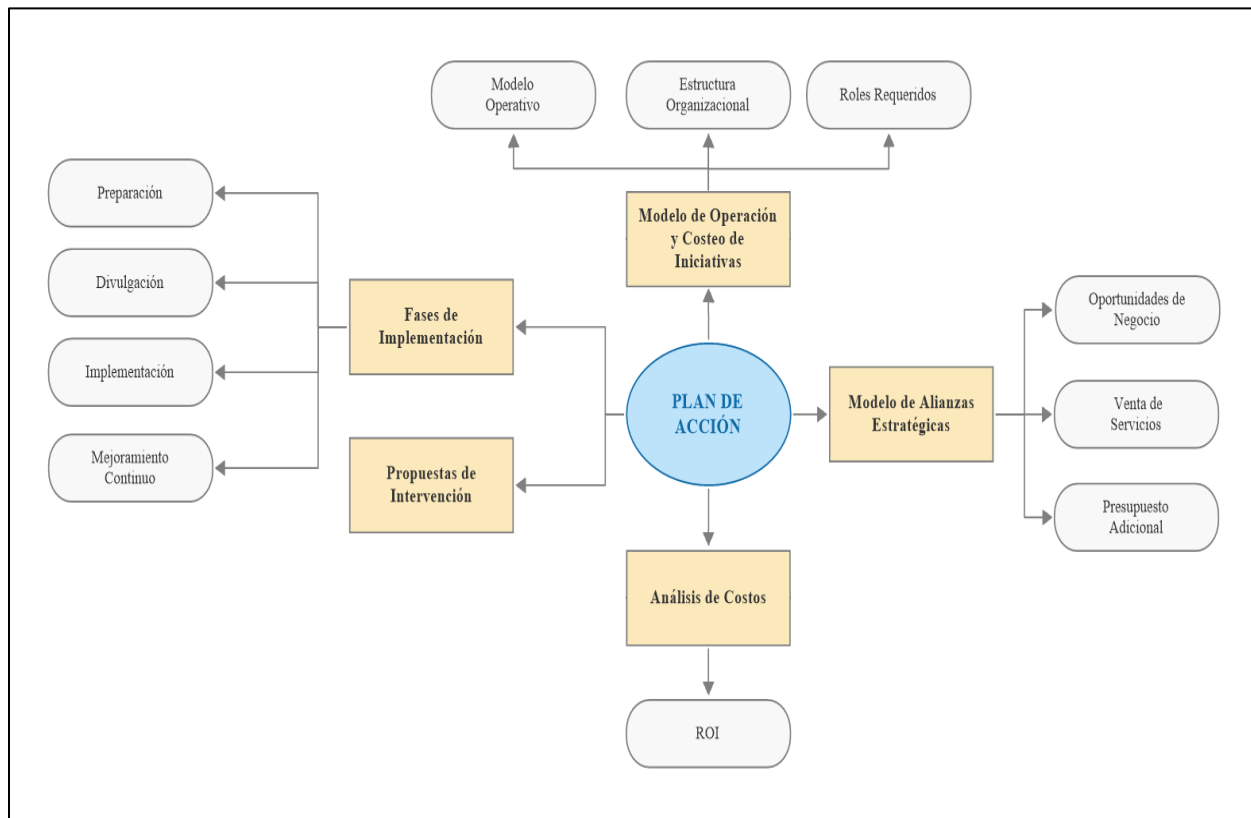 Modelo
Operativo
Estructura
Organizacional
Roles Requeridos
Preparación
Divulgación
Implementación
Mejoramiento
Continuo
Fases de
Implementación
Propuestas de
Intervención
Modelo de Operación
y Costeo de
Iniciativas
PLAN DE
ACCIÓN
Análisis de Costos
ROI
Modelo de Alianzas
Estratégicas
Oportunidades de
Negocio
Venta de
Servicios
Presupuesto
Adicional